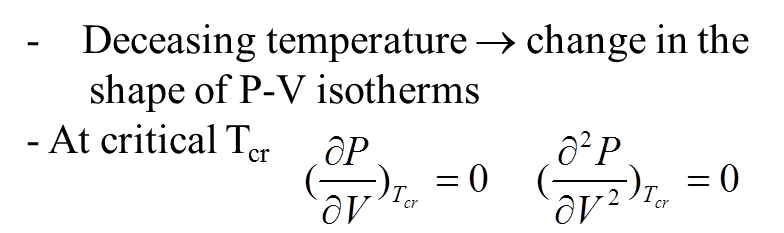 - Deceasing temperature → change in the
shape of P-V isotherms
- At critical T_cr (∂P/∂V)_{T_cr} = 0 (∂²P/∂V²)_{T_cr} = 0